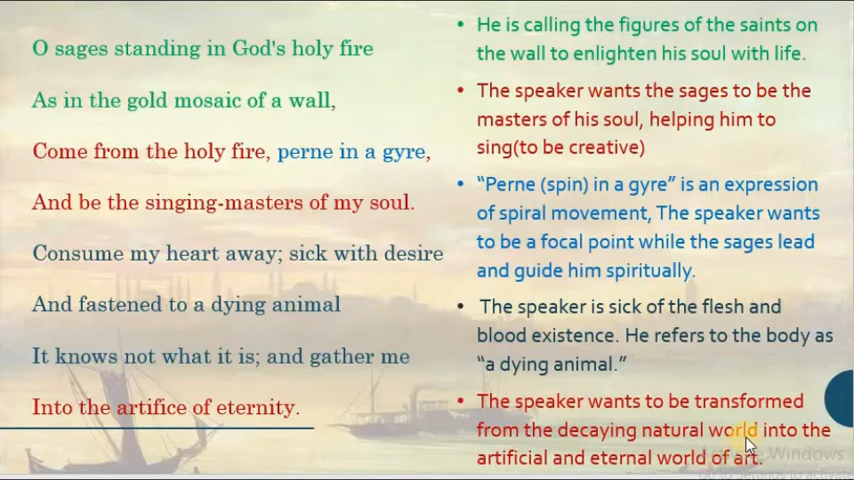 O sages standing in God's holy fire
As in the gold mosaic of a wall,
Come from the holy fire, perne in a gyre,
And be the singing-masters of my soul.
Consume my heart away; sick with desire
And fastened to a dying animal
It knows not what it is; and gather me
Into the artifice of eternity.
• He is calling the figures of the saints on
the wall to enlighten his soul with life.
• The speaker wants the sages to be the
masters of his soul, helping him to
sing(to be creative)
• “Perne (spin) in a gyre” is an expression
of spiral movement, The speaker wants
to be a focal point while the sages lead
and guide him spiritually.
• The speaker is sick of the flesh and
blood existence. He refers to the body as
“a dying animal.”
• The speaker wants to be transformed
from the decaying natural world into the
artificial and eternal world of art.
Windows
Go to Settings to activate